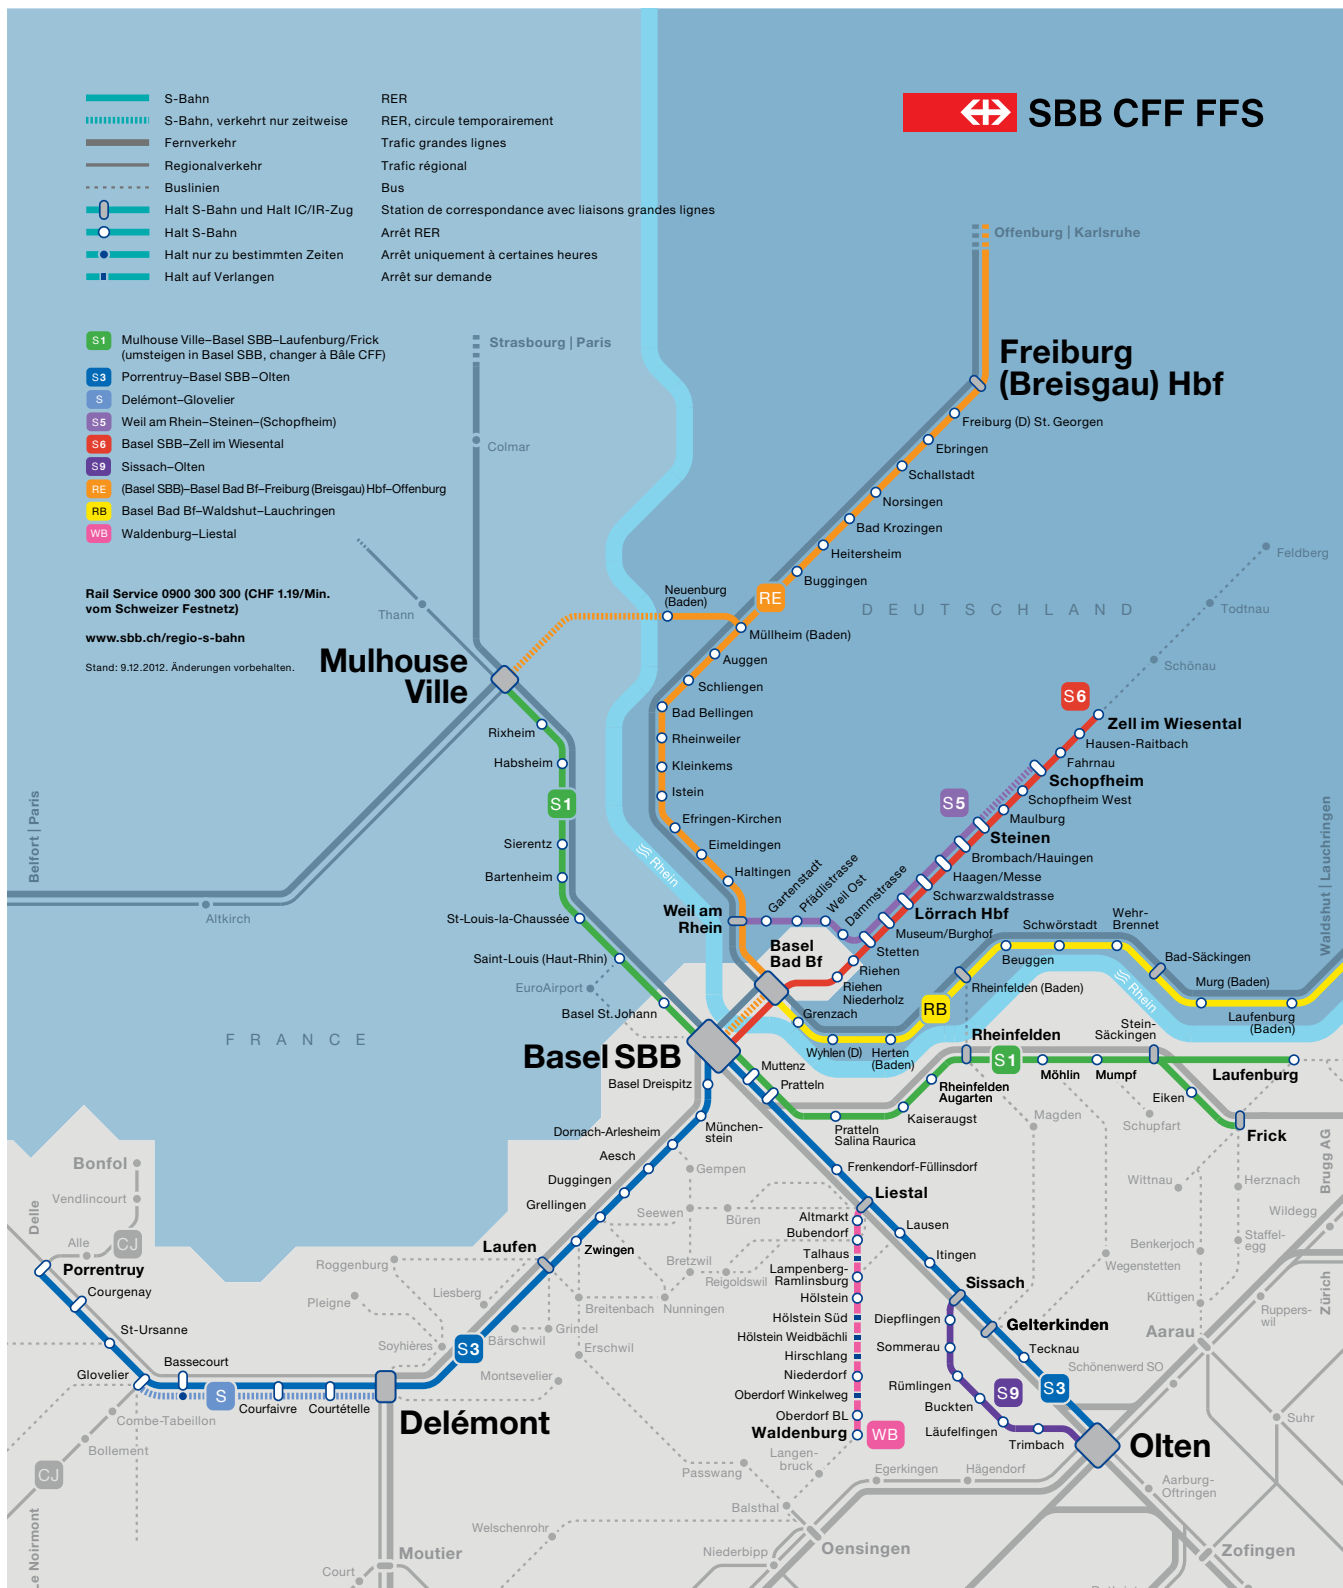 S-Bahn RER
S-Bahn, verkehrt nur zeitweise RER, circule temporairement
Fernverkehr Trafic grandes lignes
Regionalverkehr Trafic régional
Buslinien Bus
Halt S-Bahn und Halt IC/IR-Zug Station de correspondance avec liaisons grandes lignes
Halt S-Bahn Arrêt RER
Halt nur zu bestimmten Zeiten Arrêt uniquement à certaines heures
Halt auf Verlangen Arrêt sur demande
SBB CFF FFS
S1 Mulhouse Ville–Basel SBB–Laufenburg/Frick
(umsteigen in Basel SBB, changer à Bâle CFF)
S3 Porrentruy–Basel SBB–Olten
S Delémont–Glovelier
S5 Weil am Rhein–Steinen–(Schopfheim)
S6 Basel SBB–Zell im Wiesental
S9 Sissach–Olten
RE (Basel SBB)–Basel Bad Bf–Freiburg (Breisgau) Hbf–Offenburg
RB Basel Bad Bf–Waldshut–Lauchringen
WB Waldenburg–Liestal
Rail Service 0900 300 300 (CHF 1.19/Min.
vom Schweizer Festnetz)
www.sbb.ch/regio-s-bahn
Stand: 9.12.2012. Änderungen vorbehalten.
Offenburg | Karlsruhe
Strasbourg | Paris
Colmar
Freiburg
(Breisgau) Hbf
Freiburg (D) St. Georgen
Ebringen
Schallstadt
Norsingen
Bad Krozingen
Heitersheim
Buggingen
RE
Neuenburg
(Baden)
Müllheim (Baden)
Auggen
Schliengen
Bad Bellingen
Rheinweiler
Kleinkems
Istein
Efringen-Kirchen
Eimeldingen
Haltingen
DEUTSCHLAND
Feldberg
Todtnau
Schönau
S6
Zell im Wiesental
Hausen-Raitbach
Fahrnau
Schopfheim
Schopfheim West
Maulburg
S5
Steinen
Brombach/Hauingen
Haagen/Messe
Schwarzwaldstrasse
Lörrach Hbf
Museum/Burghof
Stetten
Riehen
Riehen
Niederholz
Gartenstadt
Pfädlistrasse
Weil Ost
Dammstrasse
Weil am
Rhein
Basel
Bad Bf
Rhein
Thann
Mulhouse
Ville
Rixheim
Habsheim
S1
Sierentz
Bartenheim
St-Louis-la-Chaussée
Saint-Louis (Haut-Rhin)
EuroAirport
Basel St. Johann
Belfort | Paris
Altkirch
FRANCE
Basel SBB
Grenzach
Wyhlen (D)
Herten
(Baden)
RB
Rheinfelden (Baden)
Beuggen
Schwörstadt
Wehr-
Brennet
Bad-Säckingen
Murg (Baden)
Laufenburg
(Baden)
Rhein
Waldshut | Lauchringen
Muttenz
Pratteln
Pratteln
Salina Raurica
Kaiseraugst
Rheinfelden
Augarten
Rheinfelden
S1
Möhlin
Mumpf
Stein-
Säckingen
Laufenburg
Eiken
Frick
Magden
Schupfart
Wittnau
Herznach
Wildegg
Staffel-
egg
Benkerjoch
Wegenstetten
Küttigen
Ruppers-
wil
Brugg AG
Zürich
Aarau
Schönenwerd SO
Suhr
Basel Dreispitz
München-
stein
Dornach-Arlesheim
Aesch
Duggingen
Grellingen
Zwingen
Laufen
Gempen
Seewen
Büren
Bretzwil
Reigoldswil
Nunningen
Breitenbach
Grindel
Erschwil
Bärschwil
Liesberg
Roggenburg
Pleigne
Soyhières
Montsevelier
S3
Frenkendorf-Füllinsdorf
Liestal
Lausen
Itingen
Sissach
Gelterkinden
Tecknau
S3
Altmarkt
Bubendorf
Talhaus
Lampenberg-
Ramlinsburg
Hölstein
Hölstein Süd
Hölstein Weidbächli
Hirschlang
Niederdorf
Oberdorf Winkelweg
Oberdorf BL
Waldenburg
WB
Diepflingen
Sommerau
Rümlingen
Buckten
Läufelfingen
S9
Trimbach
Olten
Langen-
bruck
Passwang
Balsthal
Welschenrohr
Niederbipp
Oensingen
Egerkingen
Hägendorf
Aarburg-
Oftringen
Zofingen
Bonfol
Vendlincourt
Delle
Alle
CJ
Porrentruy
Courgenay
St-Ursanne
Glovelier
Bassecourt
S
Courfaivre
Courtételle
Delémont
Combe-Tabeillon
Bollement
CJ
Le Noirmont
Moutier
Court